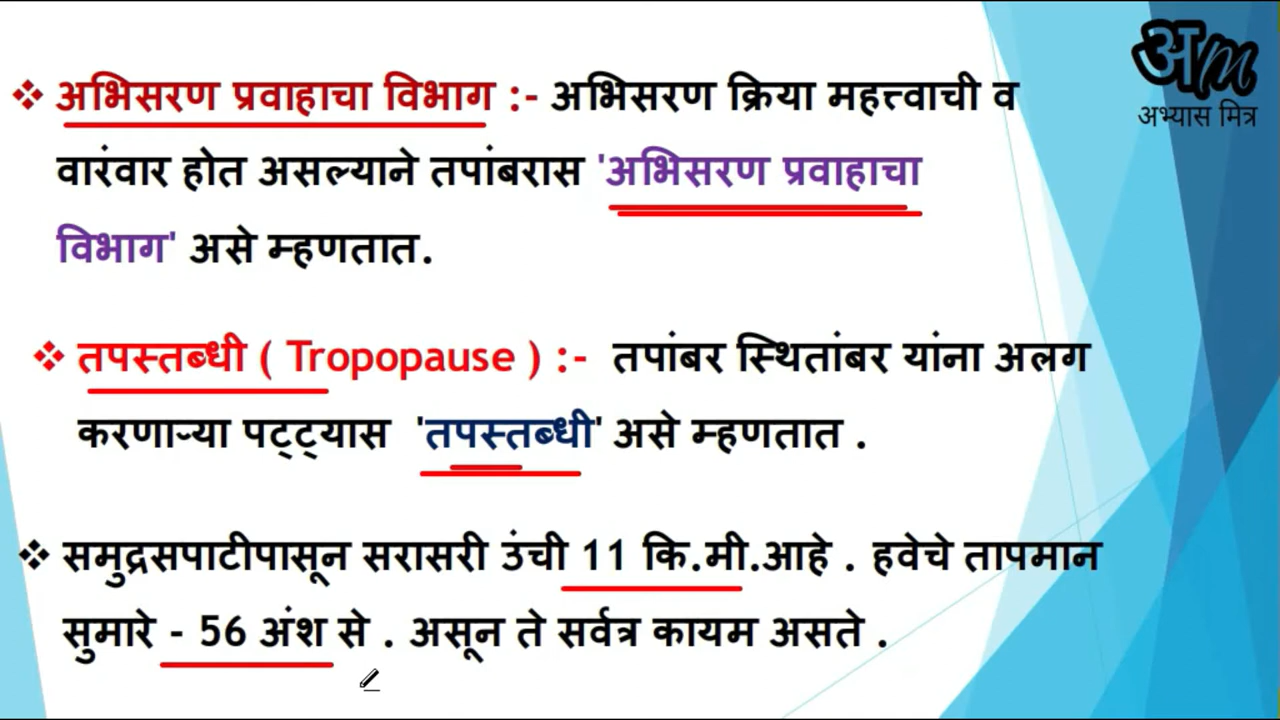 अm
अभ्यास मित्र
❖ अभिसरण प्रवाहाचा विभाग :- अभिसरण क्रिया महत्त्वाची व
वारंवार होत असल्याने तपांबरास 'अभिसरण प्रवाहाचा
विभाग' असे म्हणतात.
❖ तपस्तब्धी ( Tropopause ) :- तपांबर स्थितांबर यांना अलग
करणाऱ्या पट्ट्यास 'तपस्तब्धी' असे म्हणतात .
❖ समुद्रसपाटीपासून सरासरी उंची 11 कि.मी.आहे . हवेचे तापमान
सुमारे - 56 अंश से . असून ते सर्वत्र कायम असते .